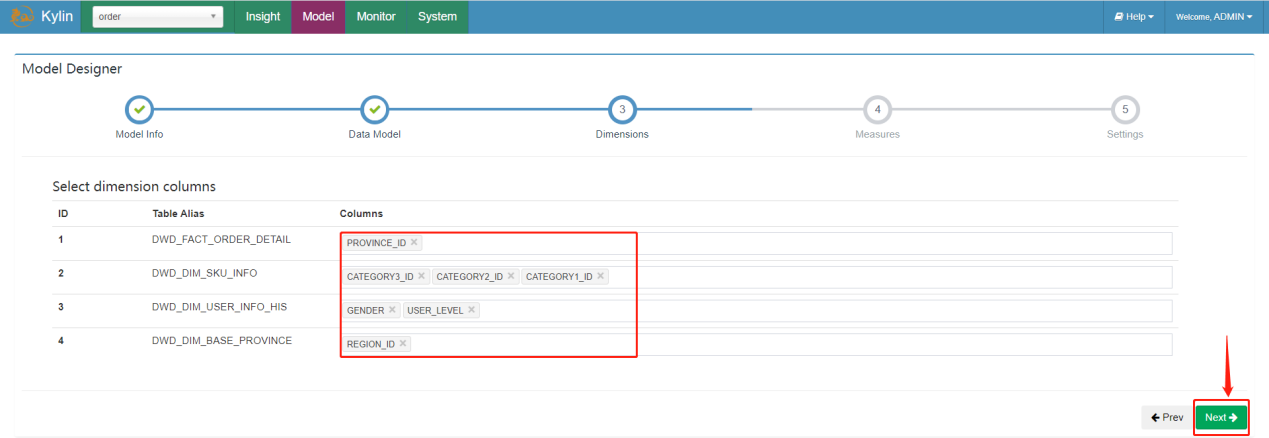 Kylin order Insight Model Monitor System Help Welcome, ADMIN
Model Designer
3 4 5
Model Info Data Model Dimensions Measures Settings
Select dimension columns
ID Table Alias Columns
1 DWD_FACT_ORDER_DETAIL PROVINCE_ID
2 DWD_DIM_SKU_INFO CATEGORY3_ID CATEGORY2_ID CATEGORY1_ID
3 DWD_DIM_USER_INFO_HIS GENDER USER_LEVEL
4 DWD_DIM_BASE_PROVINCE REGION_ID
Prev Next